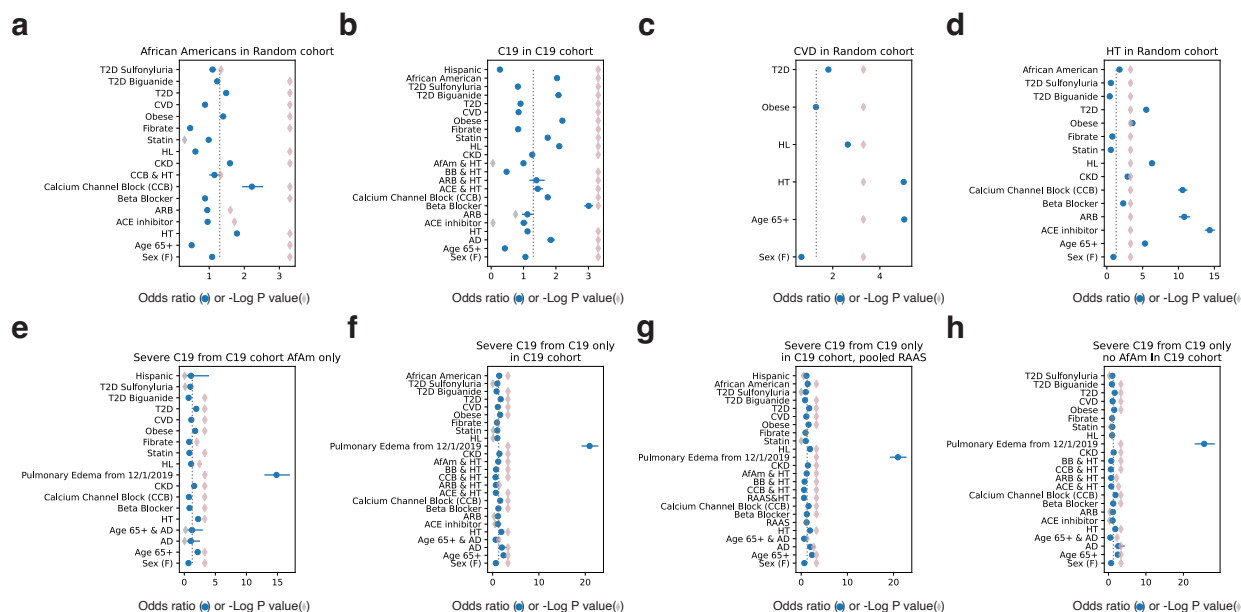 a
African Americans in Random cohort
T2D Sulfonyluria
T2D Biguanide
T2D
CVD
Obese
Fibrate
Statin
HL
CKD
CCB & HT
Calcium Channel Block (CCB)
Beta Blocker
ARB
ACE inhibitor
HT
Age 65+
Sex (F)
1
2
3
Odds ratio ( ) or -Log P value( )
b
C19 in C19 cohort
Hispanic
African American
T2D Sulfonyluria
T2D Biguanide
T2D
CVD
Obese
Fibrate
Statin
HL
CKD
AfAm & HT
BB & HT
ARB & HT
ACE & HT
Calcium Channel Block (CCB)
Beta Blocker
ARB
ACE inhibitor
HT
AD
Age 65+
Sex (F)
0
1
2
3
Odds ratio ( ) or -Log P value( )
c
CVD in Random cohort
T2D
Obese
HL
HT
Age 65+
Sex (F)
2
4
Odds ratio ( ) or -Log P value( )
d
HT in Random cohort
African American
T2D Sulfonyluria
T2D Biguanide
T2D
Obese
Fibrate
Statin
HL
CKD
Calcium Channel Block (CCB)
Beta Blocker
ARB
ACE inhibitor
Age 65+
Sex (F)
0
5
10
15
Odds ratio ( ) or -Log P value(
e
Severe C19 from C19 cohort AfAm only
Hispanic
T2D Sulfonyluria
T2D Biguanide
T2D
CVD
Obese
Fibrate
Statin
HL
Pulmonary Edema from 12/1/2019
CKD
Calcium Channel Block (CCB)
Beta Blocker
HT
Age 65+ & AD
AD
Age 65+
Sex (F)
0
5
10
15
Odds ratio ( ) or -Log P value( )
f
Severe C19 from C19 only
in C19 cohort
African American
T2D Sulfonyluria
T2D Biguanide
T2D
CVD
Obese
Fibrate
Statin
HL
Pulmonary Edema from 12/1/2019
CKD
AfAm & HT
BB & HT
CCB & HT
ARB & HT
ACE & HT
Calcium Channel Block (CCB)
Beta Blocker
ARB
ACE inhibitor
HT
Age 65+ & AD
AD
Age 65+
Sex (F)
0
10
20
Odds ratio ( ) or -Log P value( )
g
Severe C19 from C19 only
in C19 cohort, pooled RAAS
Hispanic
African American
T2D Sulfonyluria
T2D Biguanide
T2D
CVD
Obese
Fibrate
Statin
HL
Pulmonary Edema from 12/1/2019
CKD
AfAm & HT
BB & HT
CCB & HT
RAAS&HT
Calcium Channel Block (CCB)
Beta Blocker
RAAS
HT
Age 65+ & AD
AD
Age 65+
Sex (F)
0
10
20
Odds ratio ( ) or -Log P value( )
h
Severe C19 from C19 only
no AfAm In C19 cohort
T2D Sulfonyluria
T2D Biguanide
T2D
CVD
Obese
Fibrate
Statin
HL
Pulmonary Edema from 12/1/2019
CKD
BB & HT
CCB & HT
ARB & HT
ACE & HT
Calcium Channel Block (CCB)
Beta Blocker
ARB
ACE inhibitor
HT
Age 65+ & AD
AD
Age 65+
Sex (F)
0
10
20
Odds ratio ( ) or -Log P value(